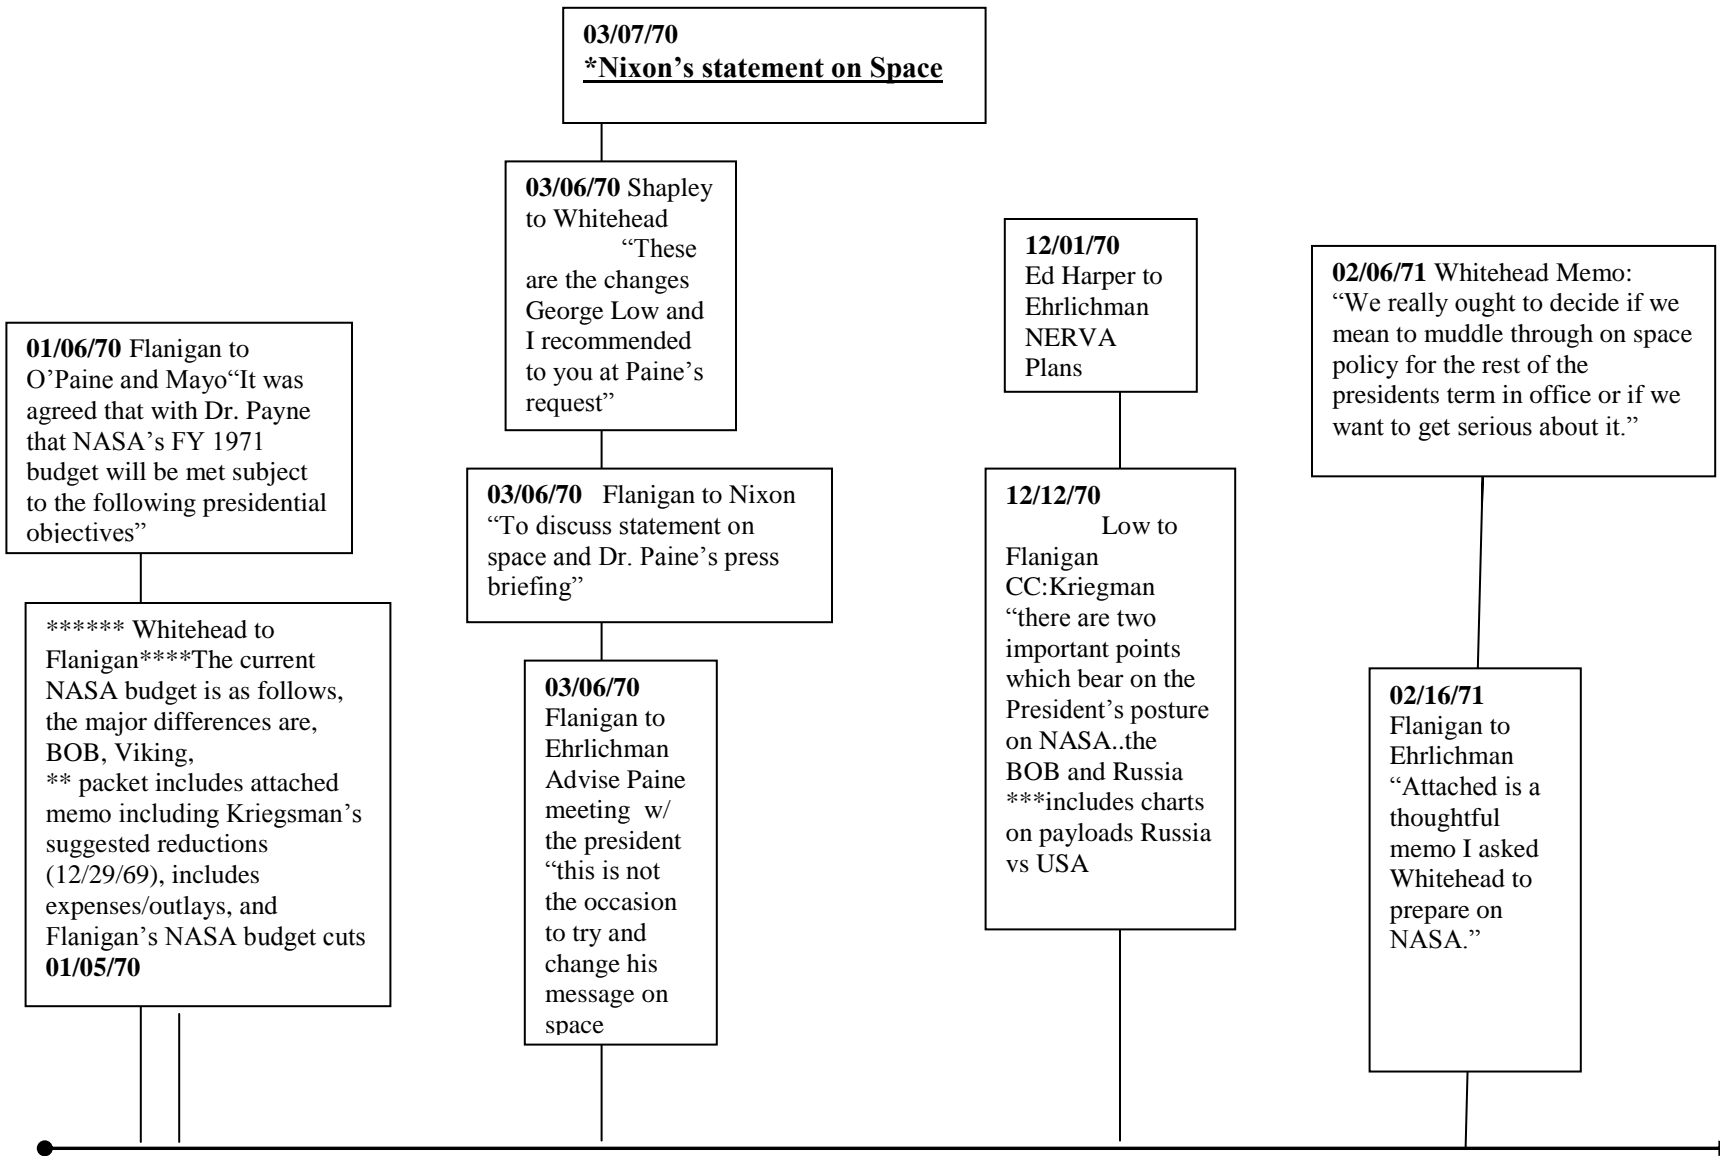 03/07/70
*Nixon’s statement on Space
03/06/70 Shapley
to Whitehead
“These
are the changes
George Low and
I recommended
to you at Paine’s
request”
12/01/70
Ed Harper to
Ehrlichman
NERVA
Plans
02/06/71 Whitehead Memo:
“We really ought to decide if we
mean to muddle through on space
policy for the rest of the
presidents term in office or if we
want to get serious about it.”
01/06/70 Flanigan to
O’Paine and Mayo“It was
agreed that with Dr. Payne
that NASA’s FY 1971
budget will be met subject
to the following presidential
objectives”
03/06/70 Flanigan to Nixon
“To discuss statement on
space and Dr. Paine’s press
briefing”
12/12/70
Low to
Flanigan
CC:Kriegman
“there are two
important points
which bear on the
President’s posture
on NASA..the
BOB and Russia
***includes charts
on payloads Russia
vs USA
****** Whitehead to
Flanigan****The current
NASA budget is as follows,
the major differences are,
BOB, Viking,
** packet includes attached
memo including Kriegsman’s
suggested reductions
(12/29/69), includes
expenses/outlays, and
Flanigan’s NASA budget cuts
01/05/70
03/06/70
Flanigan to
Ehrlichman
Advise Paine
meeting w/
the president
“this is not
the occasion
to try and
change his
message on
space
02/16/71
Flanigan to
Ehrlichman
“Attached is a
thoughtful
memo I asked
Whitehead to
prepare on
NASA.”